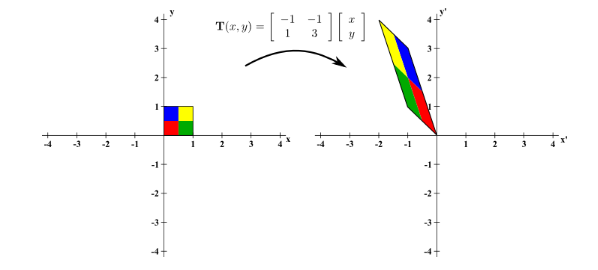 T(x, y) = [ −1 −1 ] [ x ]
[ 1 3 ] [ y ]
y
4
3
2
1
-4 -3 -2 -1 1 2 3 4 x
-1
-2
-3
-4
y'
4
3
2
1
-4 -3 -2 -1 1 2 3 4 x'
-1
-2
-3
-4